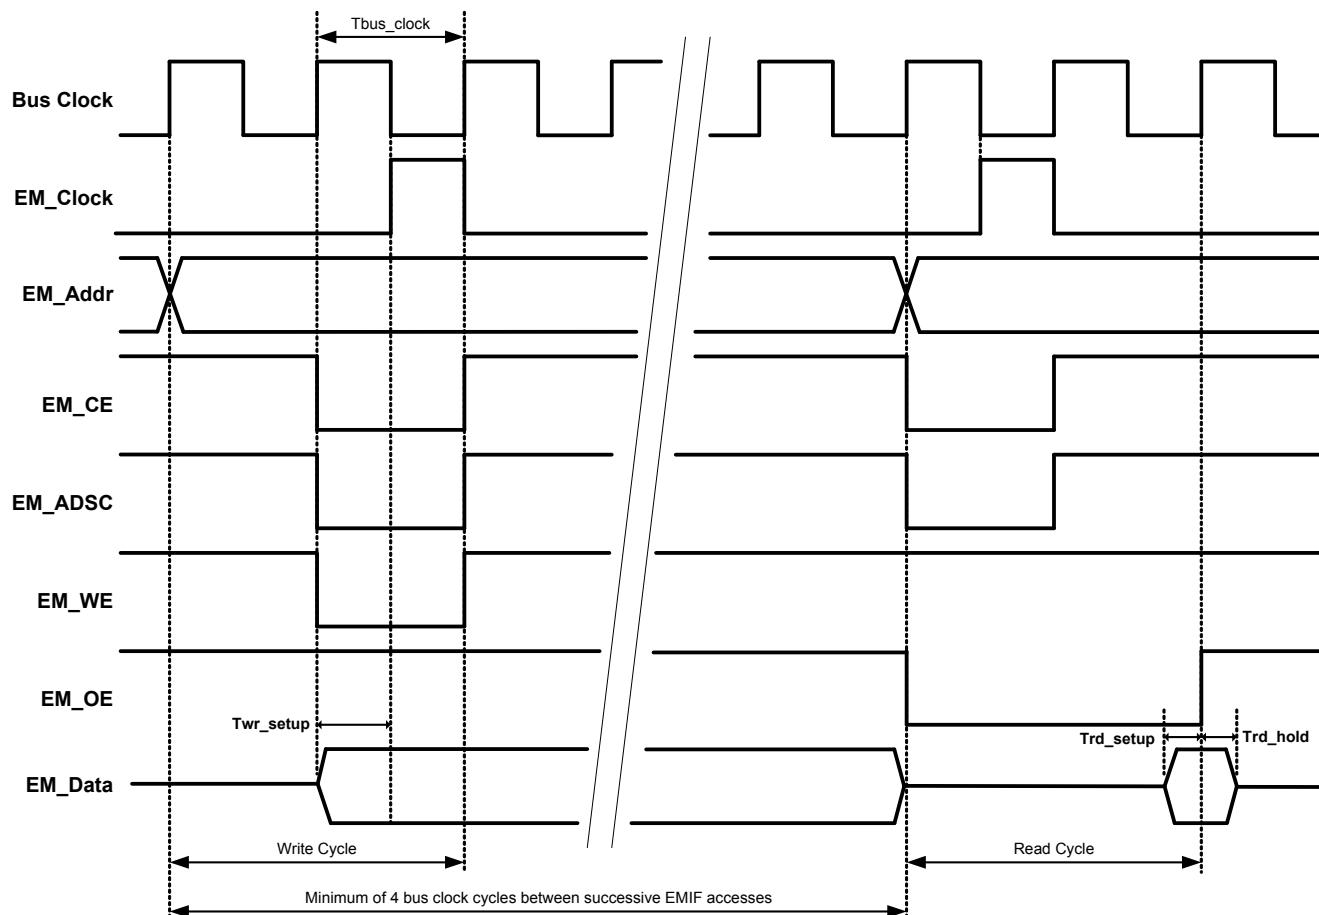 Tbus_clock
Bus Clock
EM_Clock
EM_Addr
EM_CE
EM_ADSC
EM_WE
EM_OE
Twr_setup
Trd_setup
Trd_hold
EM_Data
Write Cycle
Read Cycle
Minimum of 4 bus clock cycles between successive EMIF accesses